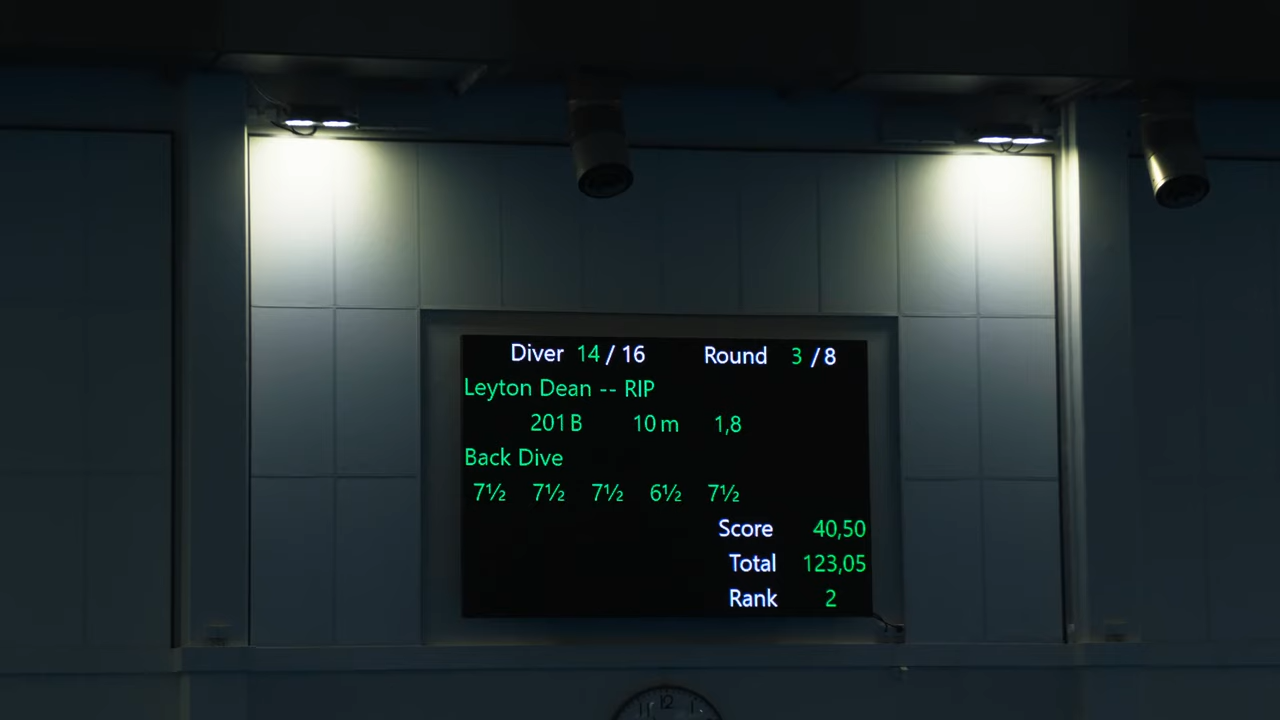 Diver 14 / 16 Round 3 / 8
Leyton Dean -- RIP
201 B 10 m 1,8
Back Dive
7½ 7½ 7½ 6½ 7½
Score 40,50
Total 123,05
Rank 2
12